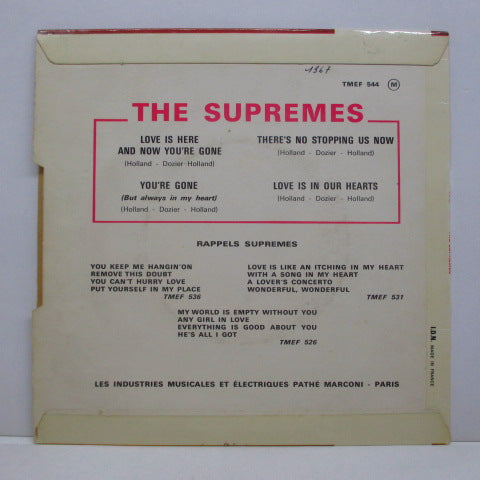 1967
TMEF 544 M
THE SUPREMES
LOVE IS HERE
AND NOW YOU'RE GONE
(Holland - Dozier Holland)
THERE'S NO STOPPING US NOW
(Holland - Dozier - Holland)
YOU'RE GONE
(But always in my heart)
(Holland - Dozier - Holland)
LOVE IS IN OUR HEARTS
(Holland - Dozier - Holland)
RAPPELS SUPREMES
YOU KEEP ME HANGIN'ON
REMOVE THIS DOUBT
YOU CAN'T HURRY LOVE
PUT YOURSELF IN MY PLACE
TMEF 536
LOVE IS LIKE AN ITCHING IN MY HEART
WITH A SONG IN MY HEART
A LOVER'S CONCERTO
WONDERFUL, WONDERFUL
TMEF 531
MY WORLD IS EMPTY WITHOUT YOU
ANY GIRL IN LOVE
EVERYTHING IS GOOD ABOUT YOU
HE'S ALL I GOT
TMEF 526
LES INDUSTRIES MUSICALES ET ÉLECTRIQUES PATHÉ MARCONI - PARIS
I.D.N. MADE IN FRANCE